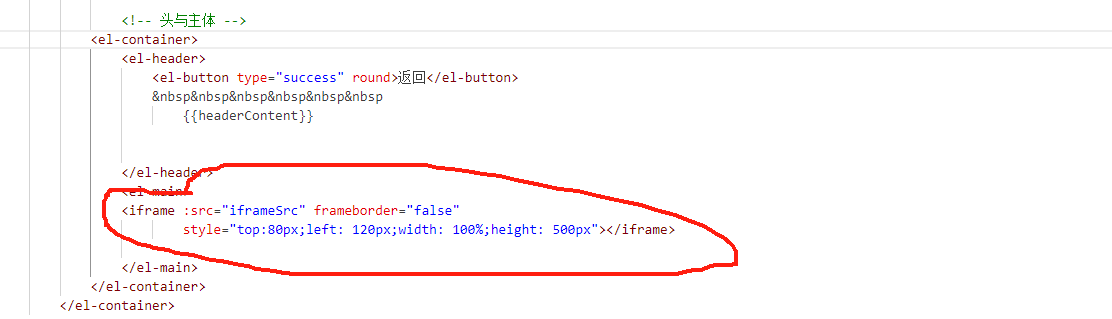 <!-- 头与主体 -->
<el-container>
<el-header>
<el-button type="success" round>返回</el-button>
&nbsp&nbsp&nbsp&nbsp&nbsp&nbsp
{{headerContent}}
</el-header>
<el-main>
<iframe :src="iframeSrc" frameborder="false"
style="top:80px;left: 120px;width: 100%;height: 500px"></iframe>
</el-main>
</el-container>
</el-container>